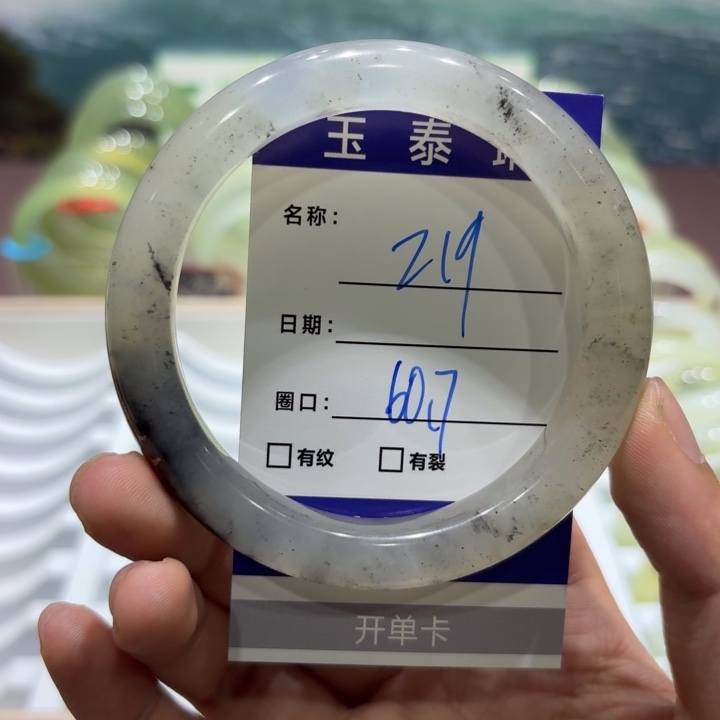 玉泰
名称：219
日期：
圈口：60.7
□有纹 □有裂
开单卡